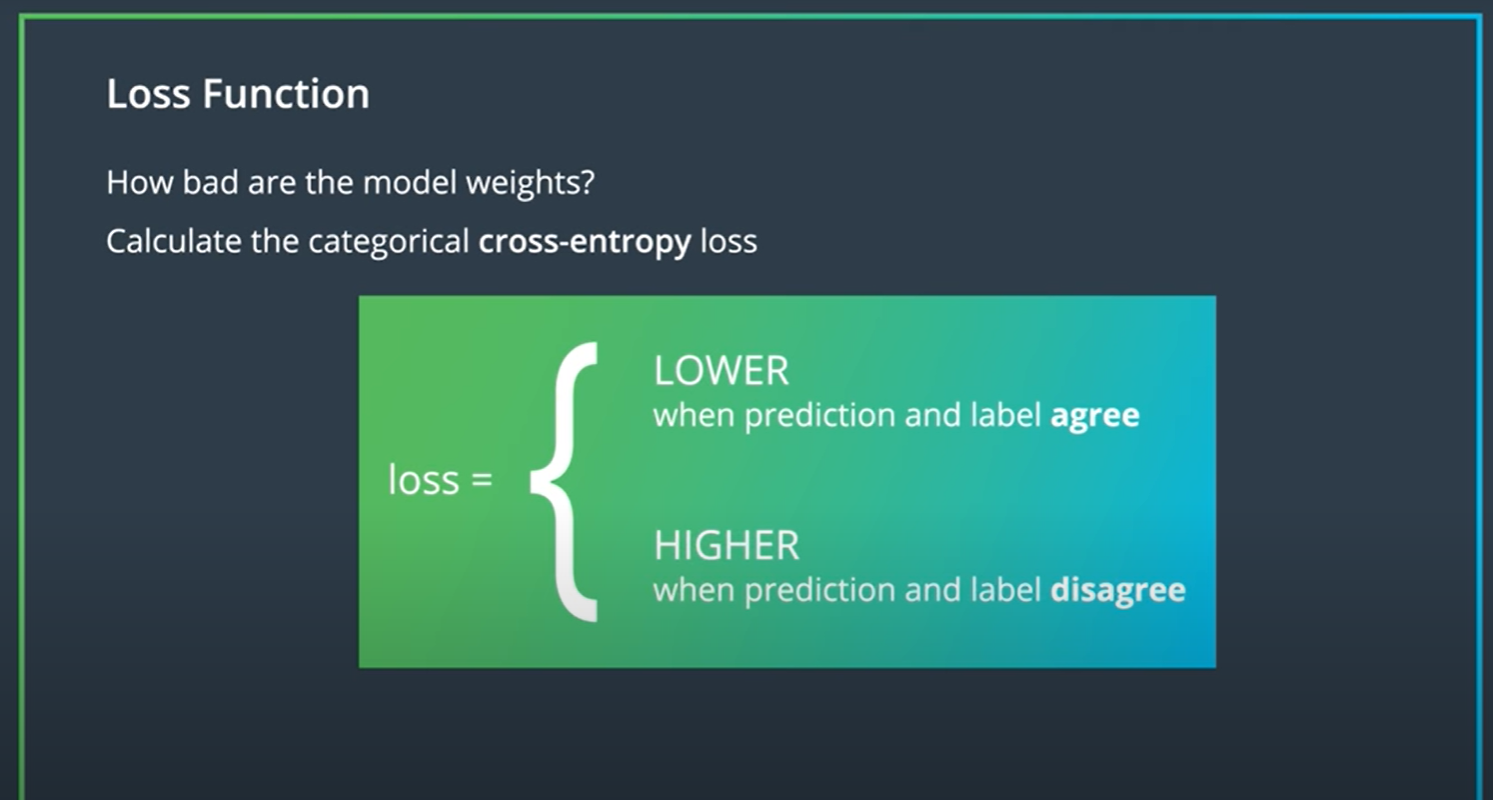 Loss Function
How bad are the model weights?
Calculate the categorical cross-entropy loss
loss =
LOWER
when prediction and label agree
HIGHER
when prediction and label disagree